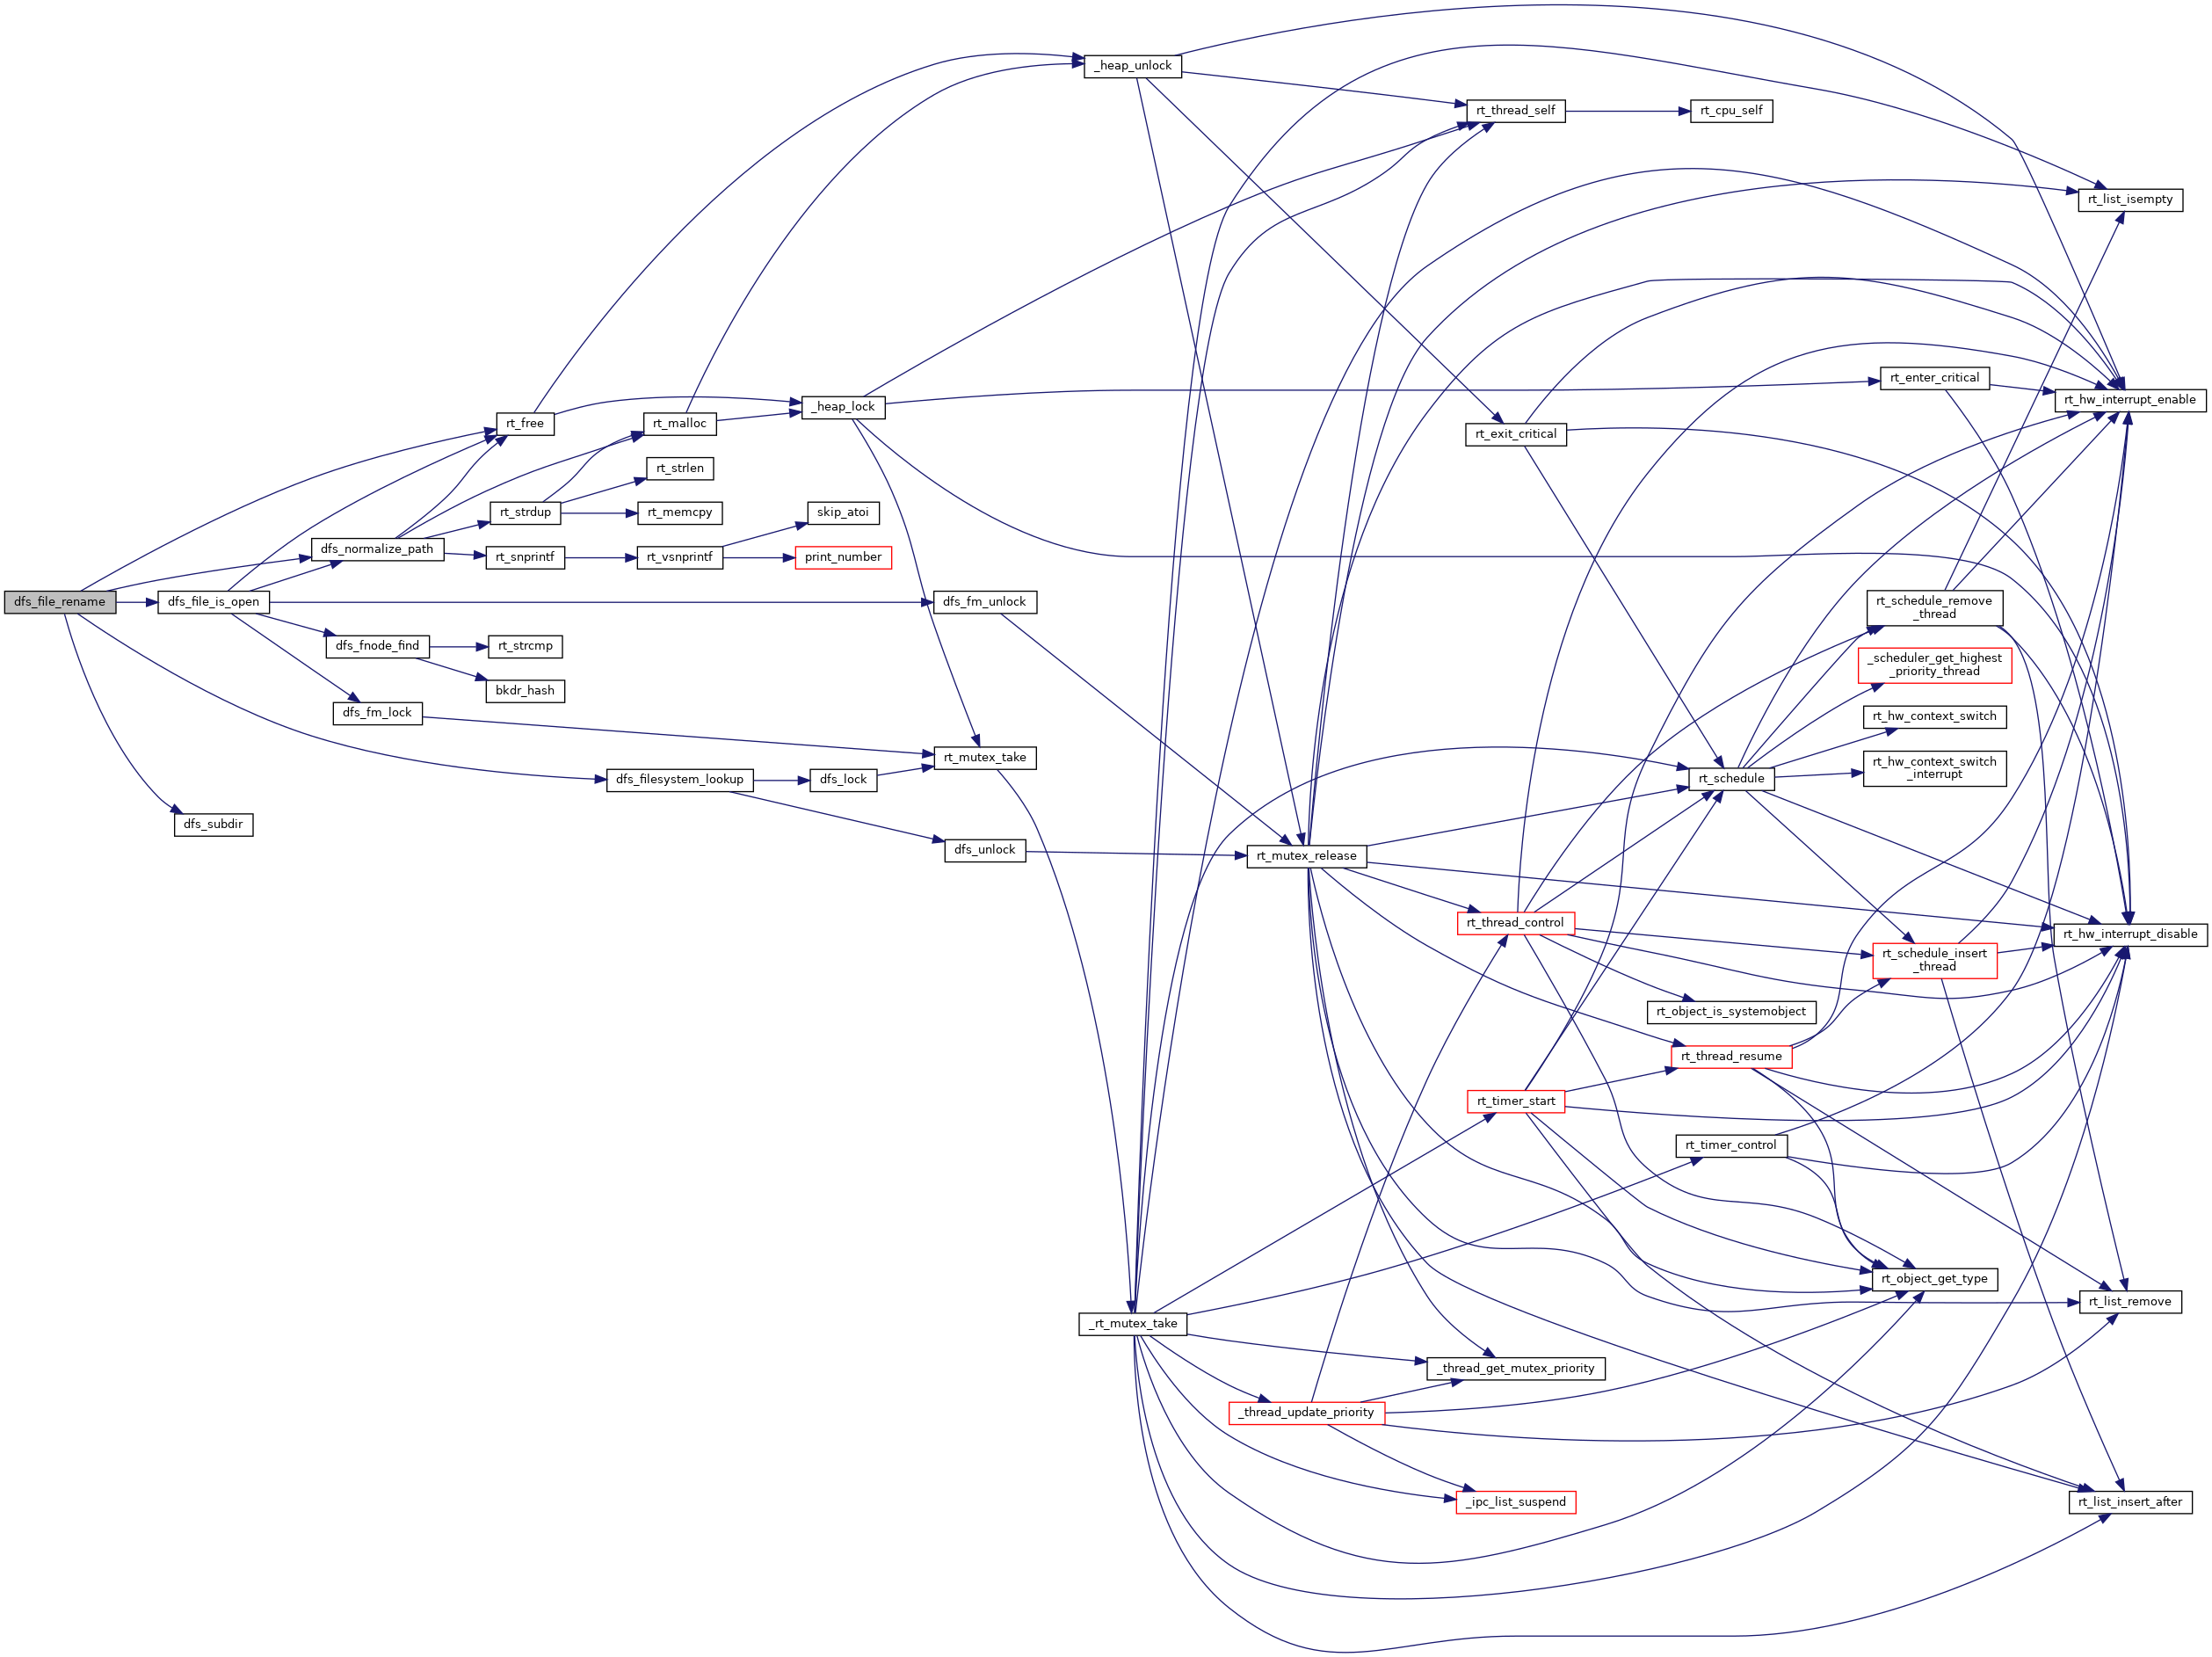 _heap_unlock
rt_thread_self
rt_cpu_self
rt_list_isempty
rt_enter_critical
rt_hw_interrupt_enable
_heap_lock
rt_free
rt_malloc
rt_exit_critical
rt_strlen
rt_strdup
rt_memcpy
skip_atoi
dfs_normalize_path
rt_snprintf
rt_vsnprintf
print_number
dfs_file_rename
dfs_file_is_open
dfs_fm_unlock
rt_schedule_remove
_thread
dfs_fnode_find
rt_strcmp
_scheduler_get_highest
_priority_thread
bkdr_hash
dfs_fm_lock
rt_hw_context_switch
rt_mutex_take
rt_hw_context_switch
_interrupt
dfs_filesystem_lookup
dfs_lock
rt_schedule
dfs_subdir
dfs_unlock
rt_mutex_release
rt_thread_control
rt_hw_interrupt_disable
rt_schedule_insert
_thread
rt_object_is_systemobject
rt_thread_resume
rt_timer_start
rt_timer_control
rt_object_get_type
rt_list_remove
_rt_mutex_take
_thread_get_mutex_priority
_thread_update_priority
_ipc_list_suspend
rt_list_insert_after